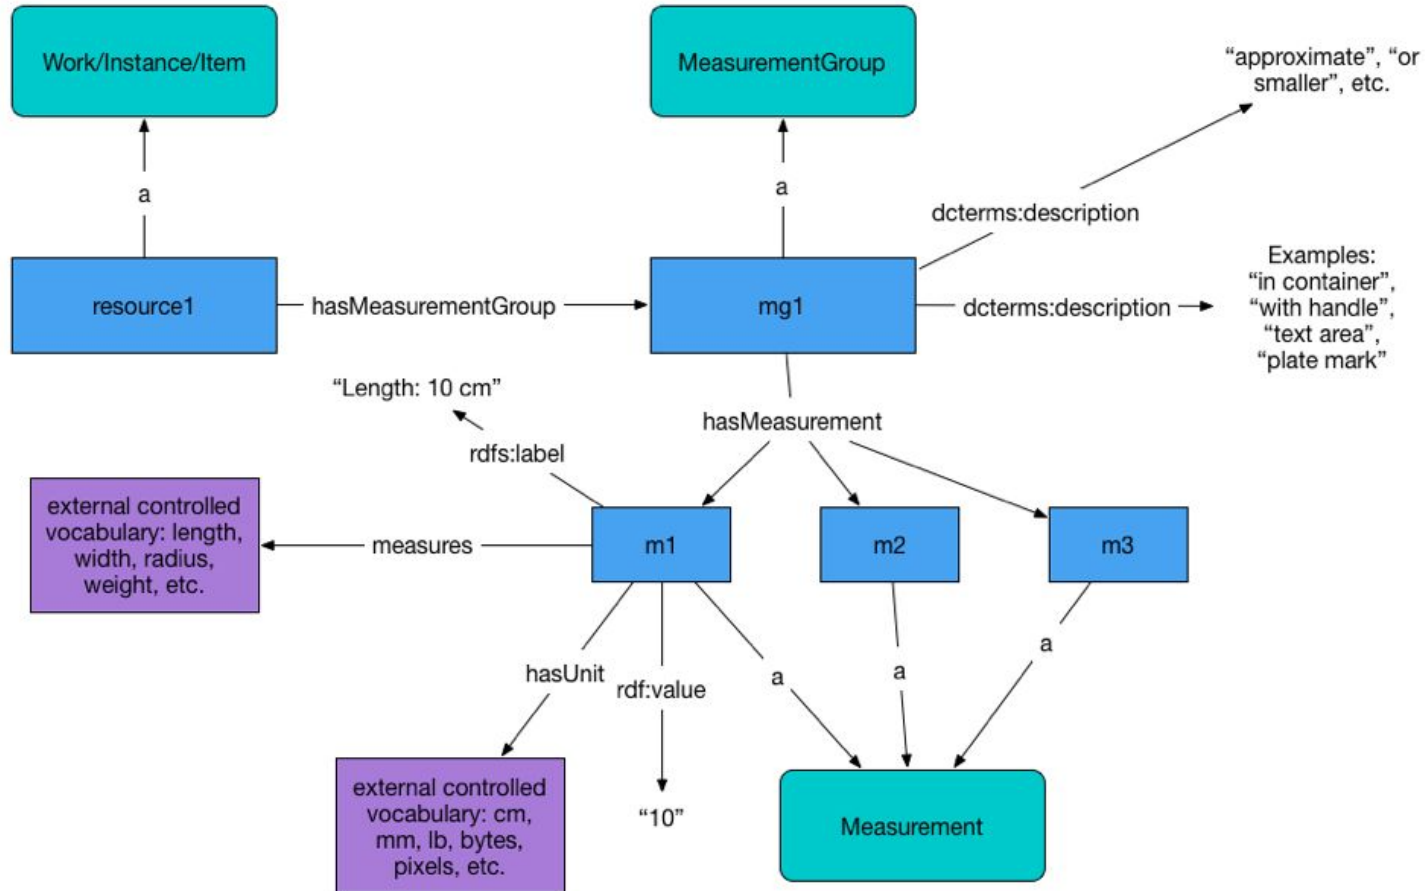 Work/Instance/Item
MeasurementGroup
“approximate”, “or
smaller”, etc.
a
a
dcterms:description
resource1
hasMeasurementGroup
mg1
dcterms:description
Examples:
“in container”,
“with handle”,
“text area”,
“plate mark”
“Length: 10 cm”
hasMeasurement
rdfs:label
external controlled
vocabulary: length,
width, radius,
weight, etc.
measures
m1
m2
m3
hasUnit
rdf:value
a
a
a
external controlled
vocabulary: cm,
mm, lb, bytes,
pixels, etc.
“10”
Measurement